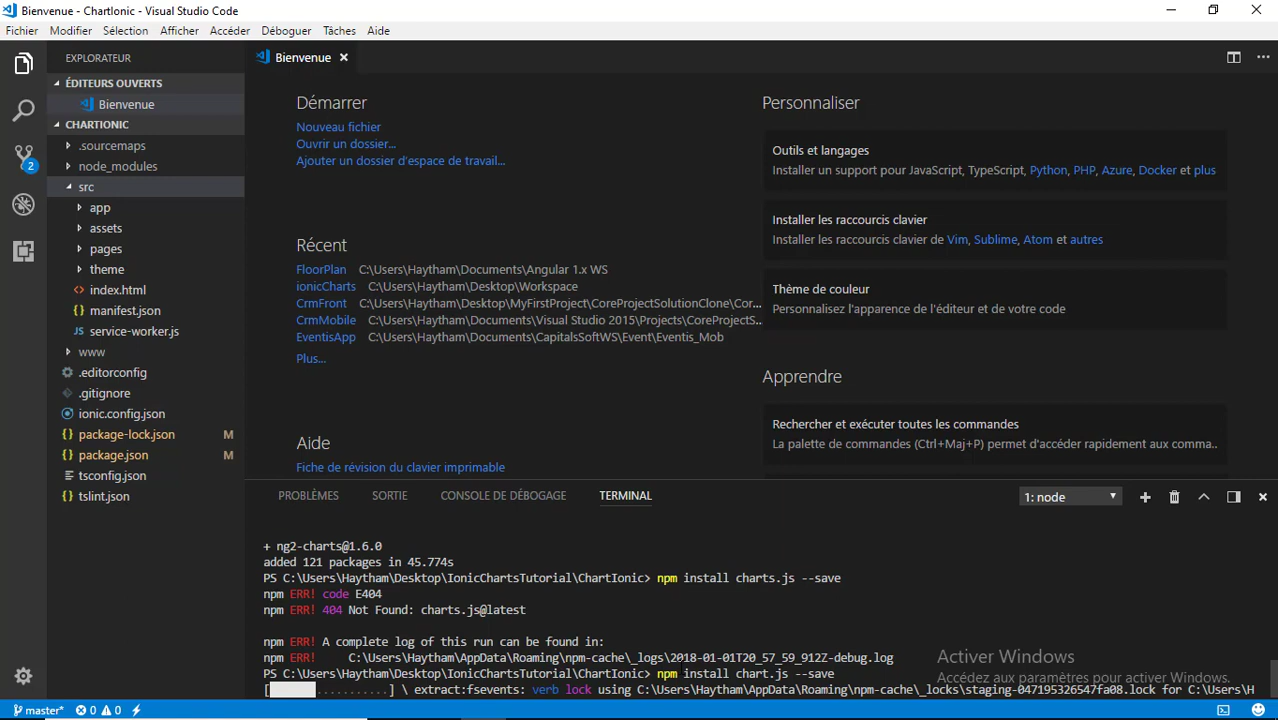 Bienvenue - ChartIonic - Visual Studio Code
Fichier Modifier Sélection Afficher Accéder Déboguer Tâches Aide
EXPLORATEUR
ÉDITEURS OUVERTS
Bienvenue
CHARTIONIC
.sourcemaps
node_modules
src
app
assets
pages
theme
index.html
manifest.json
service-worker.js
www
.editorconfig
.gitignore
ionic.config.json
package-lock.json M
package.json M
tsconfig.json
tslint.json
2
Bienvenue
Démarrer
Nouveau fichier
Ouvrir un dossier...
Ajouter un dossier d'espace de travail...
Récent
FloorPlan C:\Users\Haytham\Documents\Angular 1.x WS
ionicCharts C:\Users\Haytham\Desktop\Workspace
CrmFront C:\Users\Haytham\Desktop\MyFirstProject\CoreProjectSolutionClone\Cor...
CrmMobile C:\Users\Haytham\Documents\Visual Studio 2015\Projects\CoreProjectS...
EventisApp C:\Users\Haytham\Documents\CapitalsSoftWS\Event\Eventis_Mob
Plus...
Aide
Fiche de révision du clavier imprimable
Personnaliser
Outils et langages
Installer un support pour JavaScript, TypeScript, Python, PHP, Azure, Docker et plus
Installer les raccourcis clavier
Installer les raccourcis clavier de Vim, Sublime, Atom et autres
Thème de couleur
Personnalisez l'apparence de l'éditeur et de votre code
Apprendre
Rechercher et exécuter toutes les commandes
La palette de commandes (Ctrl+Maj+P) permet d'accéder rapidement aux comma...
PROBLÈMES SORTIE CONSOLE DE DÉBOGAGE TERMINAL 1: node
+ ng2-charts@1.6.0
added 121 packages in 45.774s
PS C:\Users\Haytham\Desktop\IonicChartsTutorial\ChartIonic> npm install charts.js --save
npm ERR! code E404
npm ERR! 404 Not Found: charts.js@latest
npm ERR! A complete log of this run can be found in:
npm ERR! C:\Users\Haytham\AppData\Roaming\npm-cache\_logs\2018-01-01T20_57_59_912Z-debug.log
PS C:\Users\Haytham\Desktop\IonicChartsTutorial\ChartIonic> npm install chart.js --save
[ ..........] \ extract:fsevents: verb lock using C:\Users\Haytham\AppData\Roaming\npm-cache\_locks\staging-047195326547fa08.lock for C:\Users\H
Activer Windows
Accédez aux paramètres pour activer Windows.
master* 0 0